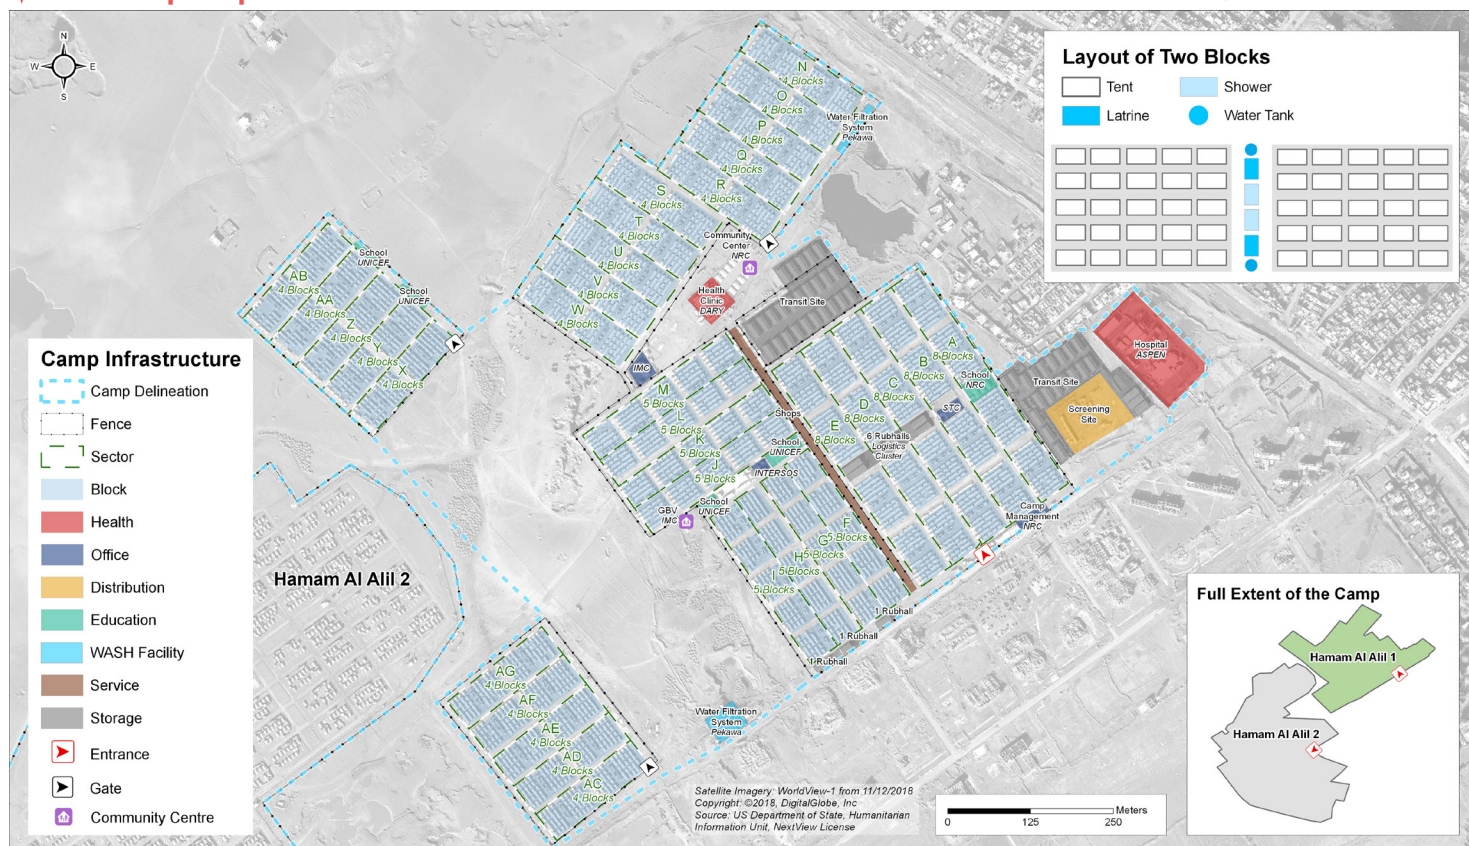 N
W
E
S
N
4 Blocks
O
4 Blocks
P
4 Blocks
Q
4 Blocks
R
4 Blocks
Water Filtration
System
Pekawa
S
4 Blocks
T
4 Blocks
U
4 Blocks
V
4 Blocks
W
4 Blocks
Community
Center
NRC
Health
Clinic
DARY
Transit Site
IMC
School
UNICEF
School
UNICEF
AB
4 Blocks
AA
4 Blocks
Z
4 Blocks
Y
4 Blocks
X
4 Blocks
M
5 Blocks
L
5 Blocks
K
5 Blocks
J
5 Blocks
Shops
School
UNICEF
INTERSOS
School
UNICEF
GBV
IMC
A
8 Blocks
B
8 Blocks
C
8 Blocks
D
8 Blocks
E
8 Blocks
School
NRC
STC
6 Rubhalls
Logistics
Cluster
Transit Site
Screening
Site
Hospital
ASPEN
Camp
Management
NRC
F
5 Blocks
G
5 Blocks
H
5 Blocks
I
5 Blocks
1 Rubhall
1 Rubhall
1 Rubhall
Hamam Al Alil 2
AG
4 Blocks
AF
4 Blocks
AE
4 Blocks
AD
4 Blocks
AC
4 Blocks
Water Filtration
System
Pekawa
Layout of Two Blocks
Tent
Shower
Latrine
Water Tank
Camp Infrastructure
Camp Delineation
Fence
Sector
Block
Health
Office
Distribution
Education
WASH Facility
Service
Storage
Entrance
Gate
Community Centre
Satellite Imagery: WorldView-1 from 11/12/2018
Copyright: ©2018, DigitalGlobe, Inc
Source: US Department of State, Humanitarian
Information Unit, NextView License
Meters
0 125 250
Full Extent of the Camp
Hamam Al Alil 1
Hamam Al Alil 2